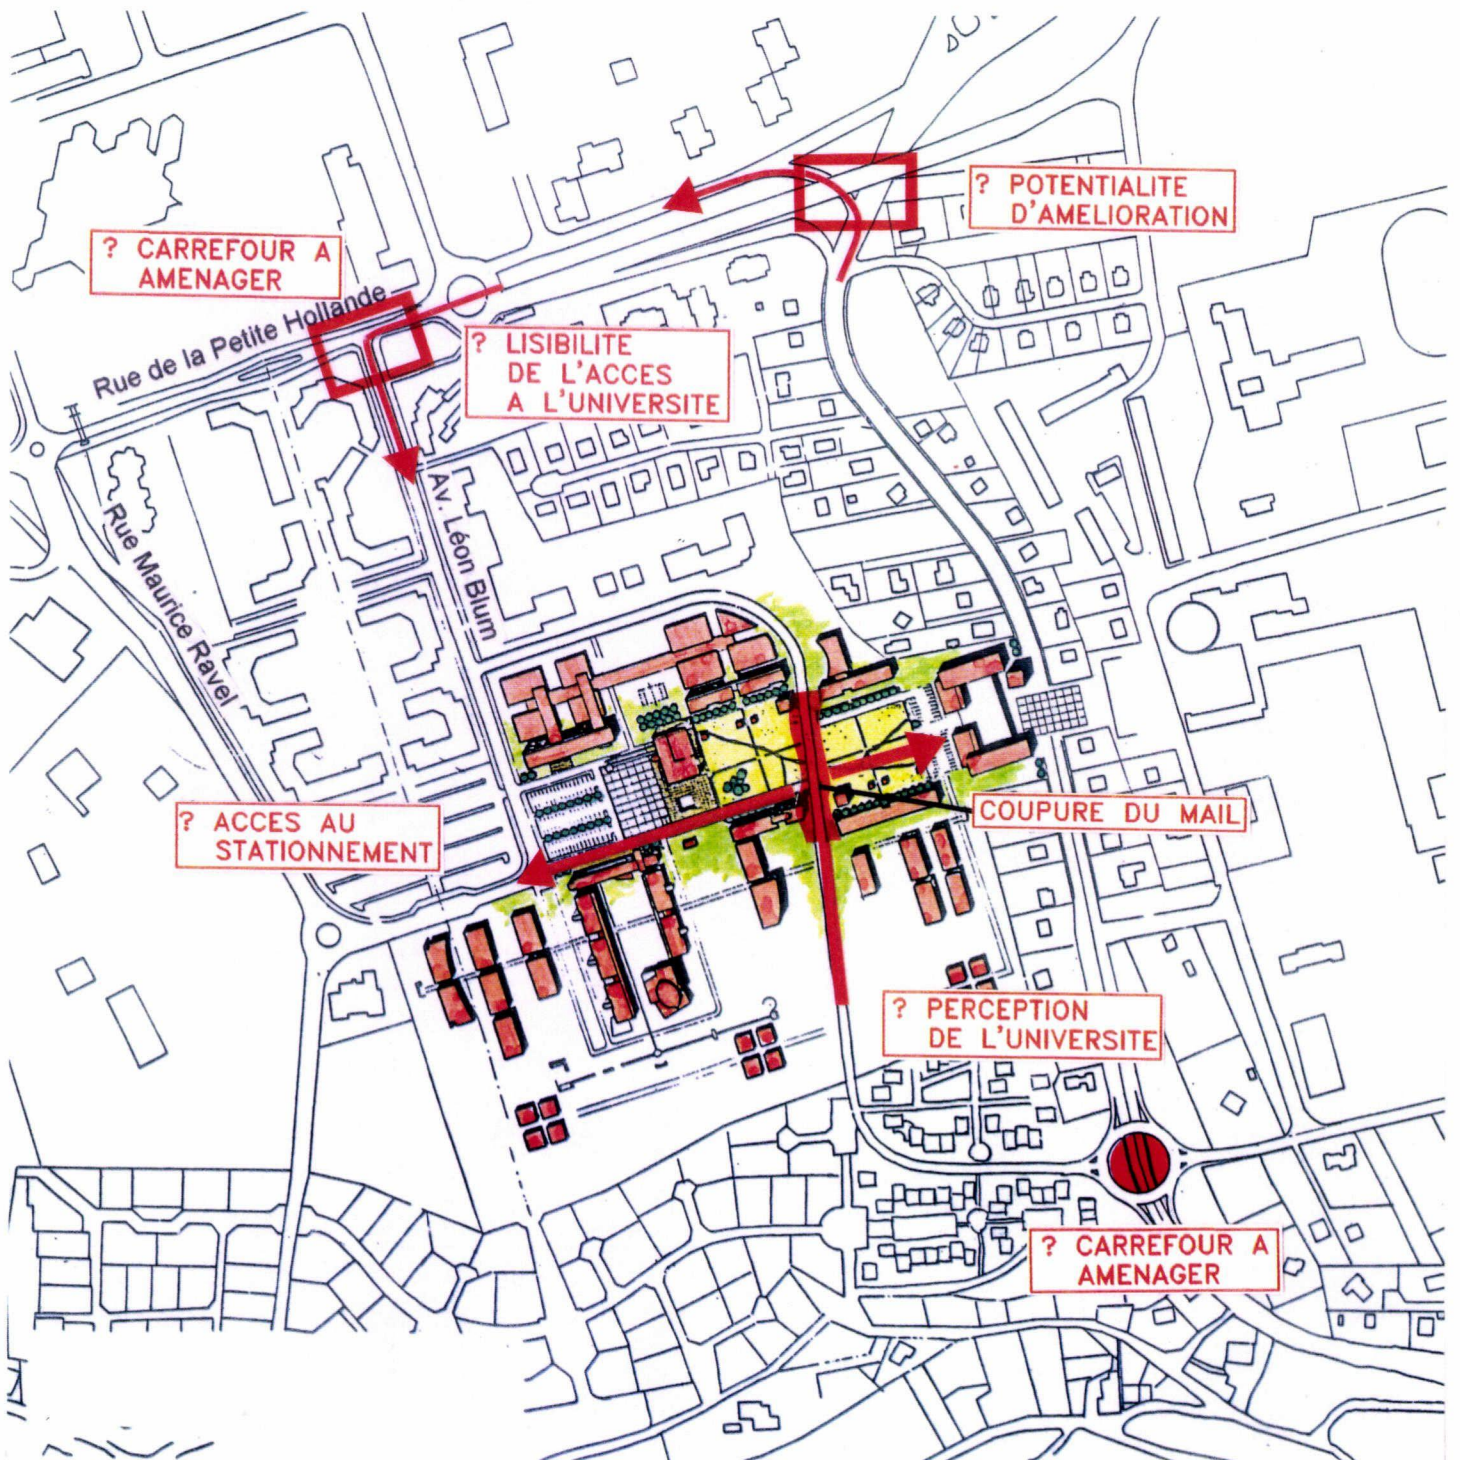 ? POTENTIALITE
D'AMELIORATION
? CARREFOUR A
AMENAGER
Rue de la Petite Hollande
? LISIBILITE
DE L'ACCES
A L'UNIVERSITE
Av. Léon Blum
Rue Maurice Ravel
? ACCES AU
STATIONNEMENT
COUPURE DU MAIL
? PERCEPTION
DE L'UNIVERSITE
? CARREFOUR A
AMENAGER